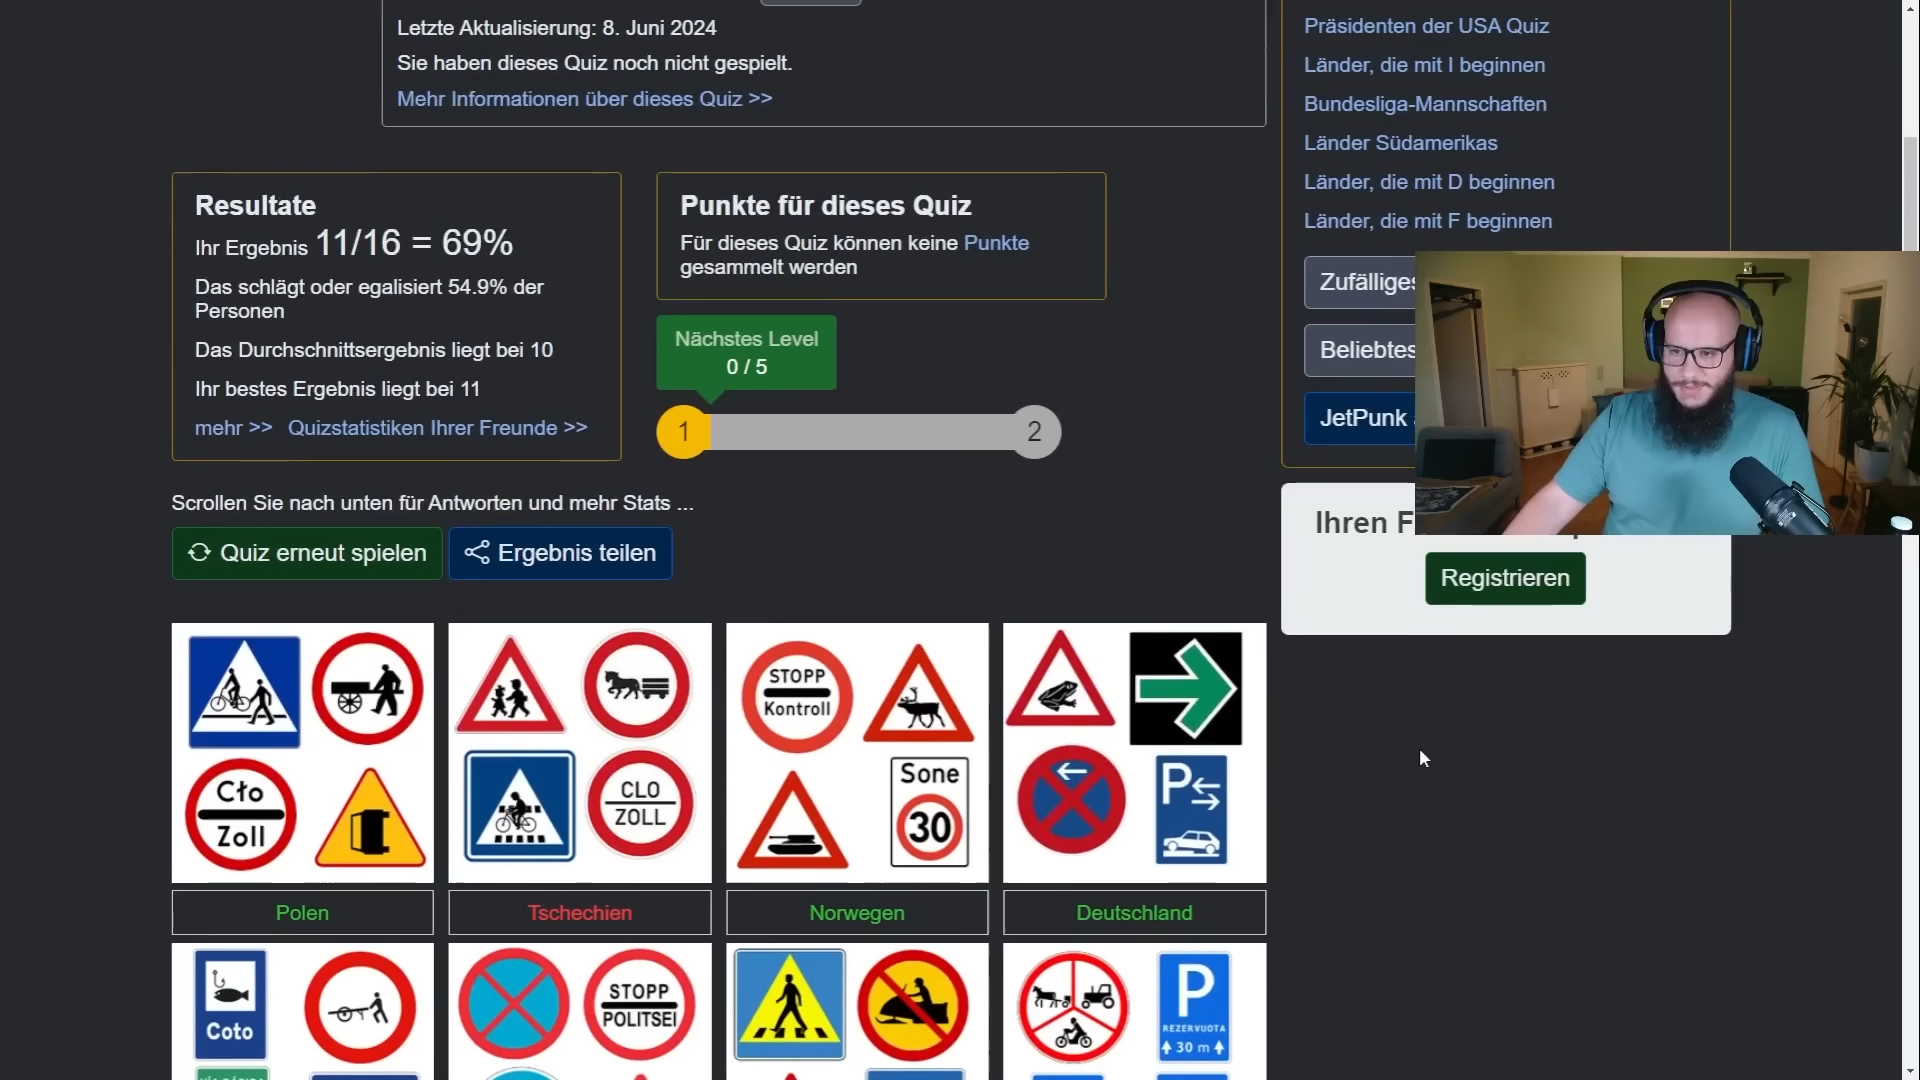 Letzte Aktualisierung: 8. Juni 2024
Sie haben dieses Quiz noch nicht gespielt.
Mehr Informationen über dieses Quiz >>
Präsidenten der USA Quiz
Länder, die mit I beginnen
Bundesliga-Mannschaften
Länder Südamerikas
Länder, die mit D beginnen
Länder, die mit F beginnen
Zufälliges
Beliebtes
JetPunk
Ihren F
Registrieren
Resultate
Ihr Ergebnis 11/16 = 69%
Das schlägt oder egalisiert 54.9% der
Personen
Das Durchschnittsergebnis liegt bei 10
Ihr bestes Ergebnis liegt bei 11
mehr >> Quizstatistiken Ihrer Freunde >>
Punkte für dieses Quiz
Für dieses Quiz können keine Punkte
gesammelt werden
Nächstes Level
0 / 5
1
2
Scrollen Sie nach unten für Antworten und mehr Stats ...
Quiz erneut spielen
Ergebnis teilen
Cło
Zoll
CLO
ZOLL
STOPP
Kontroll
Sone
30
P
Polen
Tschechien
Norwegen
Deutschland
Coto
STOPP
POLITSEI
P
REZERVUOTA
30 m